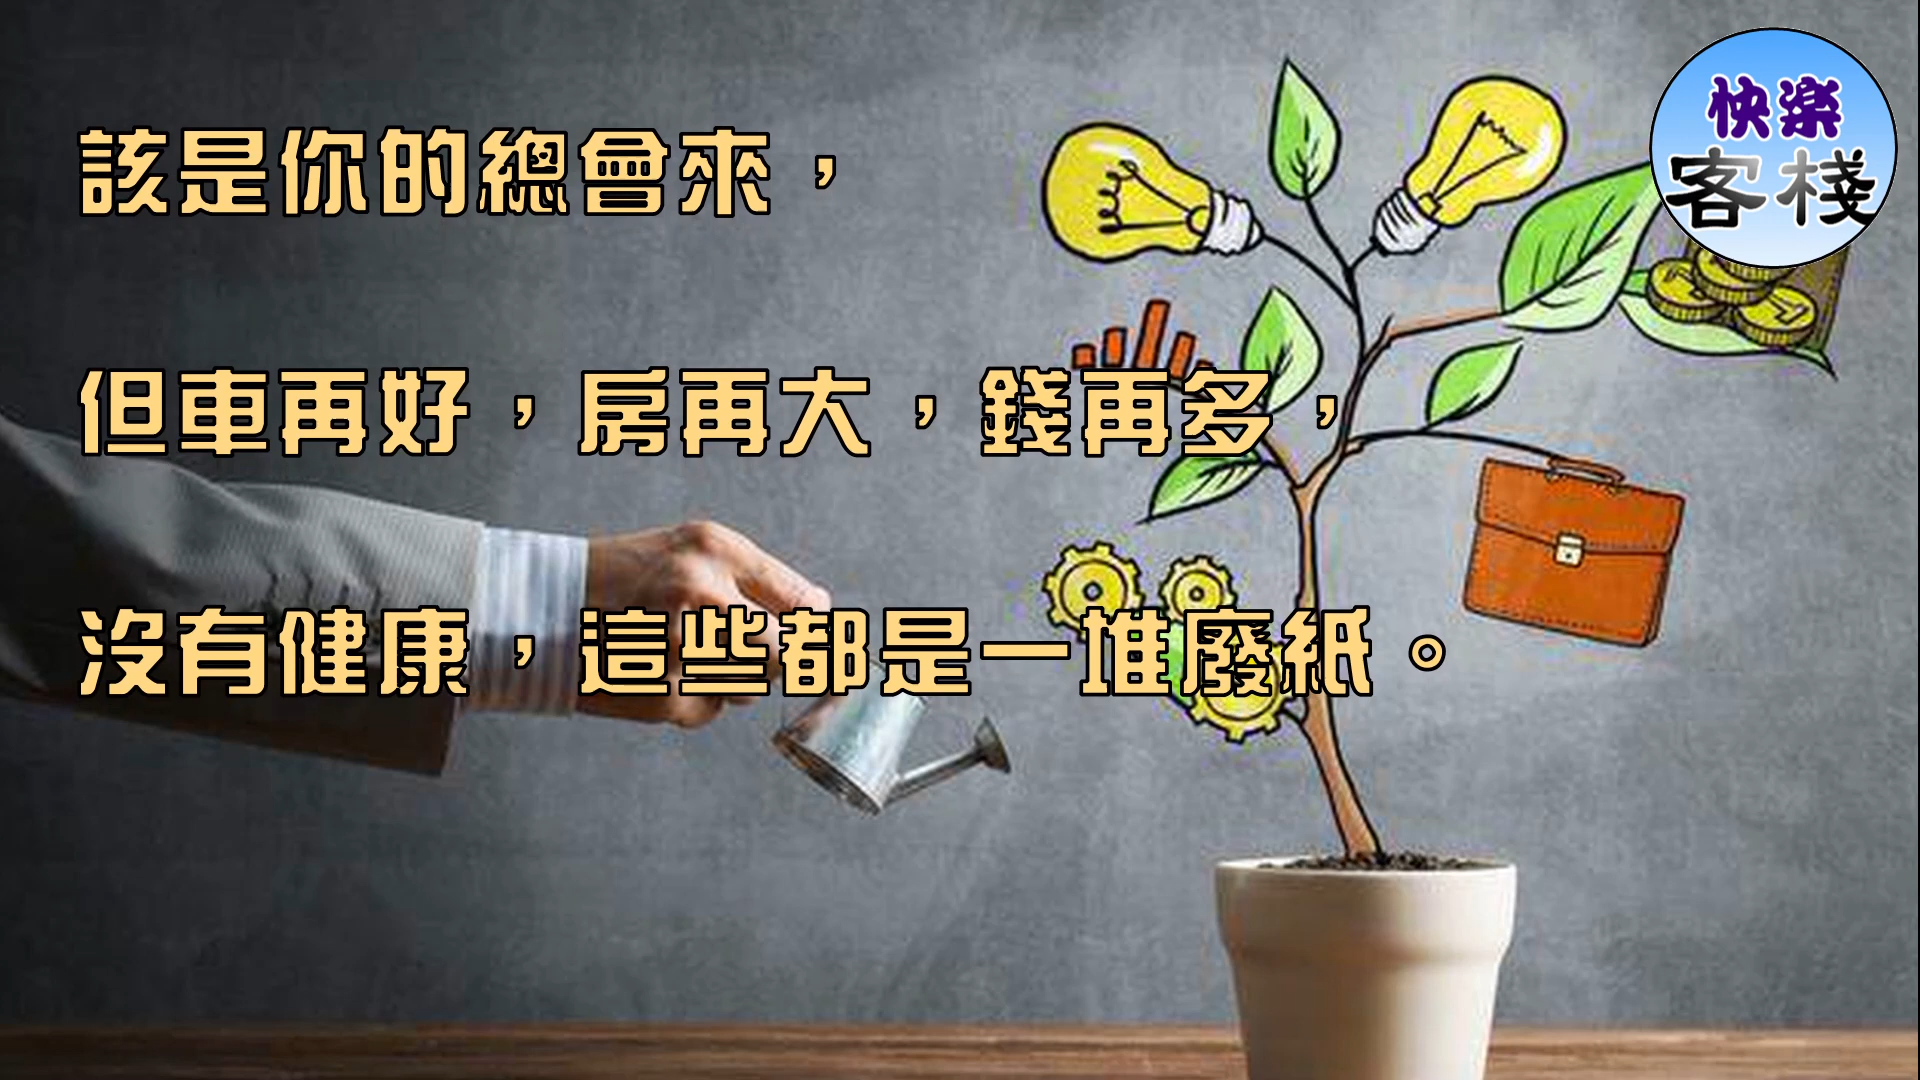 快樂
客棧
該是你的總會來，
但車再好，房再大，錢再多，
沒有健康，這些都是一堆廢紙。